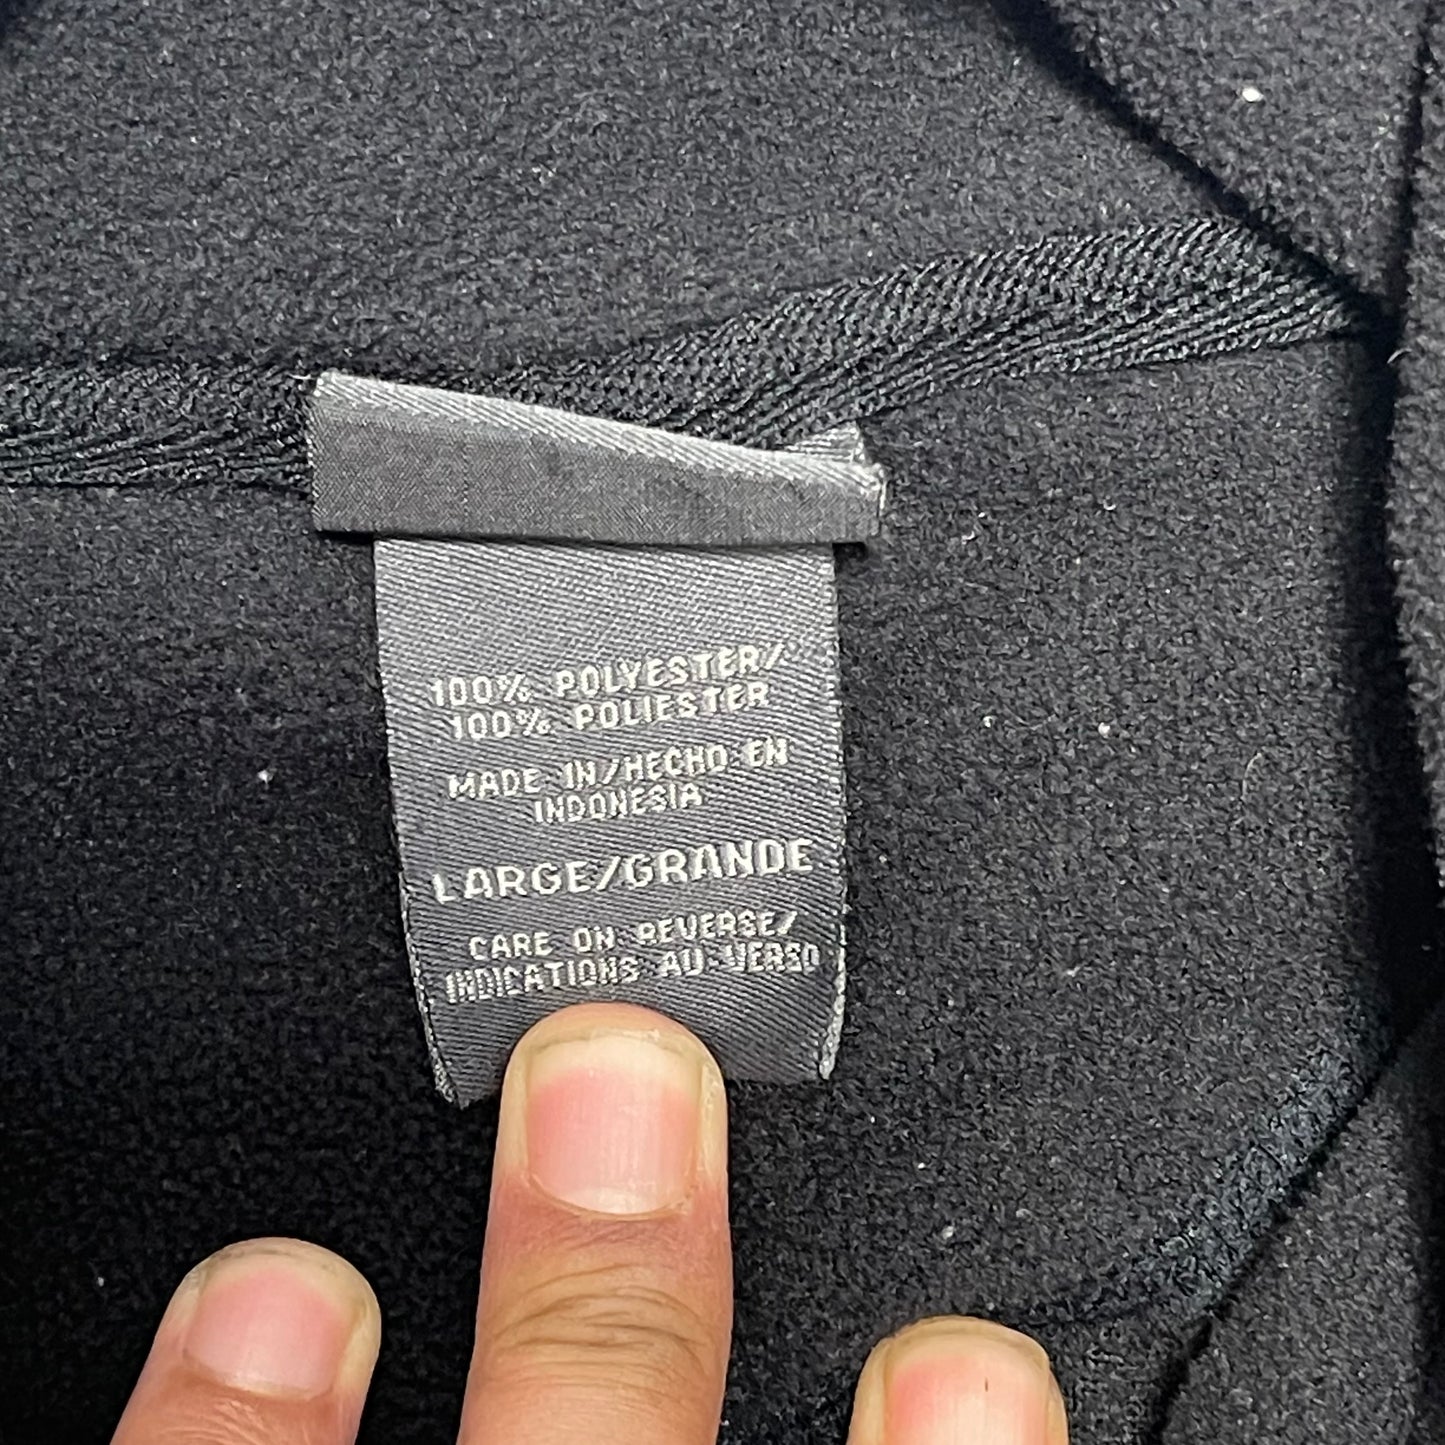 100% POLYESTER/
100% POLIESTER
MADE IN/HECHO EN
INDONESIA
LARGE/GRANDE
CARE ON REVERSE/
INDICATIONS AU VERSO